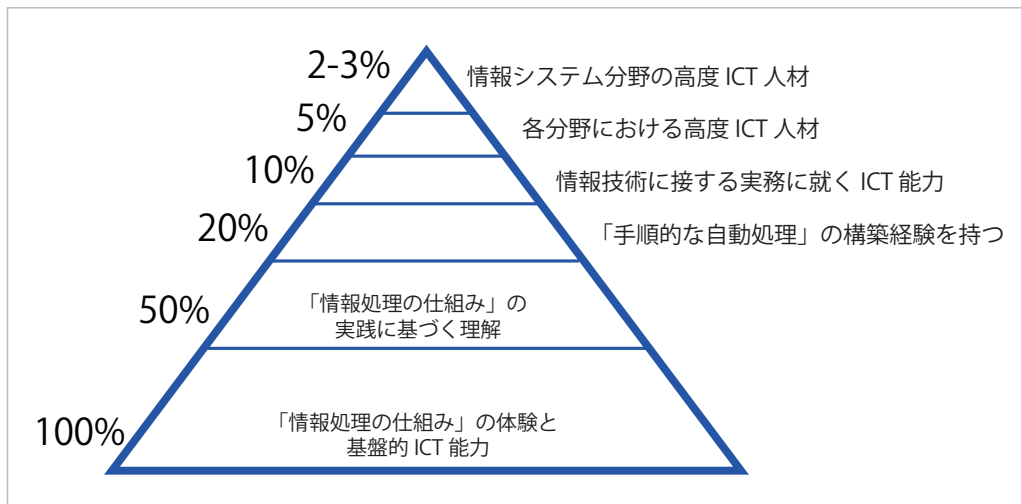 2-3%
情報システム分野の高度 ICT 人材
5%
各分野における高度 ICT 人材
10%
情報技術に接する実務に就く ICT 能力
20%
「手順的な自動処理」の構築経験を持つ
50%
「情報処理の仕組み」の
実践に基づく理解
100%
「情報処理の仕組み」の体験と
基盤的 ICT 能力